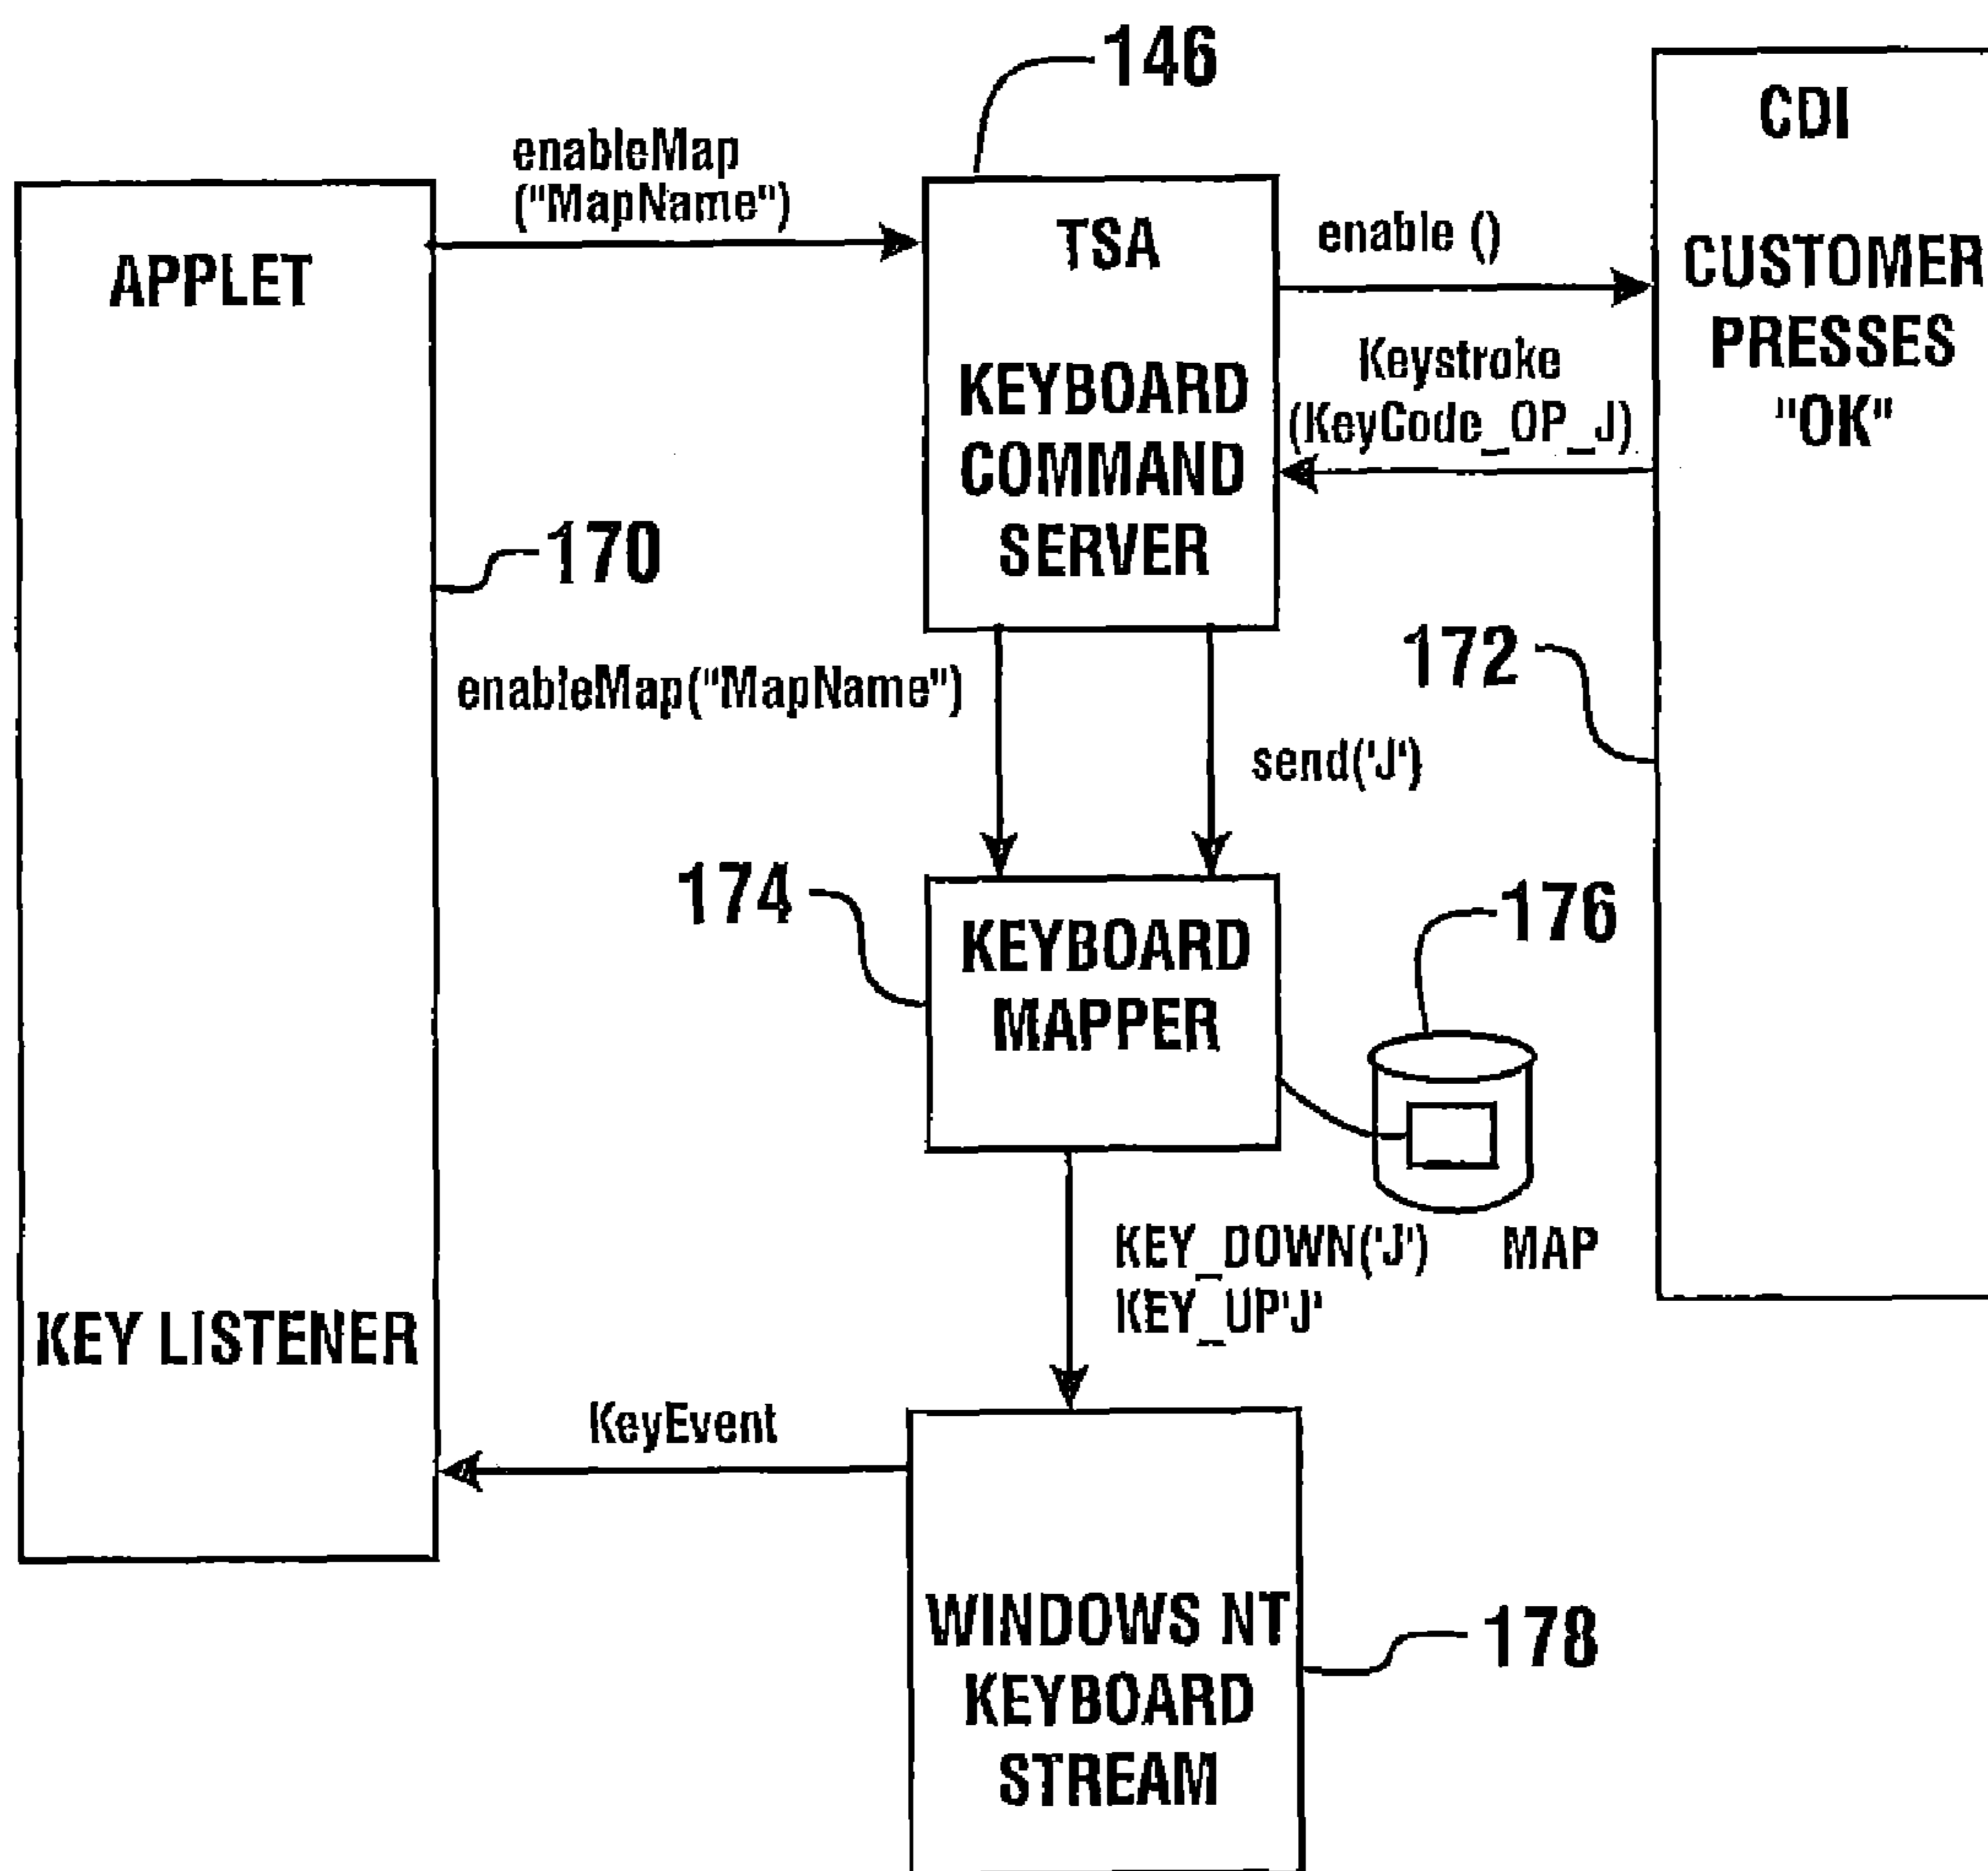 146
enableMap
("MapName")
APPLET
TSA
KEYBOARD
COMMAND
SERVER
enable ()
Keystroke
(KeyCode_OP_J)
CDI
CUSTOMER
PRESSES
"OK"
170
enableMap("MapName")
send('J')
172
174
KEYBOARD
MAPPER
176
MAP
KEY_DOWN('J')
KEY_UP'J'
KEY LISTENER
KeyEvent
WINDOWS NT
KEYBOARD
STREAM
178